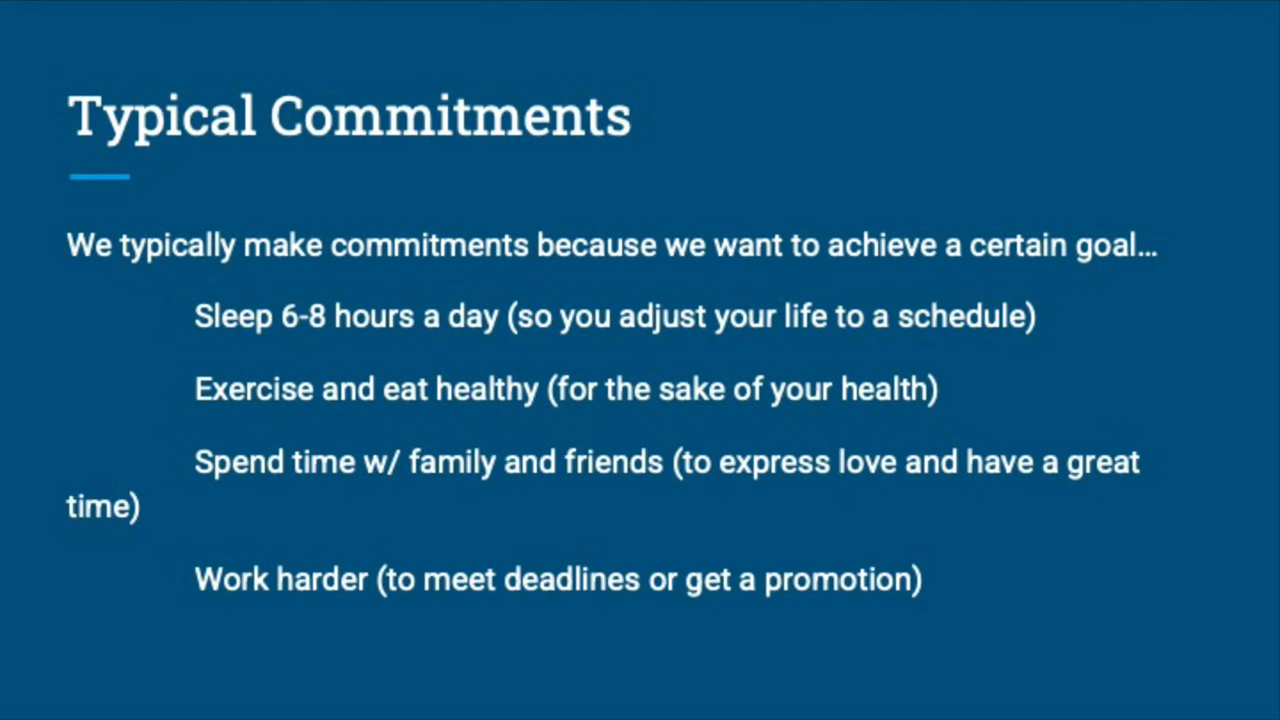 Typical Commitments
We typically make commitments because we want to achieve a certain goal…
Sleep 6-8 hours a day (so you adjust your life to a schedule)
Exercise and eat healthy (for the sake of your health)
Spend time w/ family and friends (to express love and have a great
time)
Work harder (to meet deadlines or get a promotion)